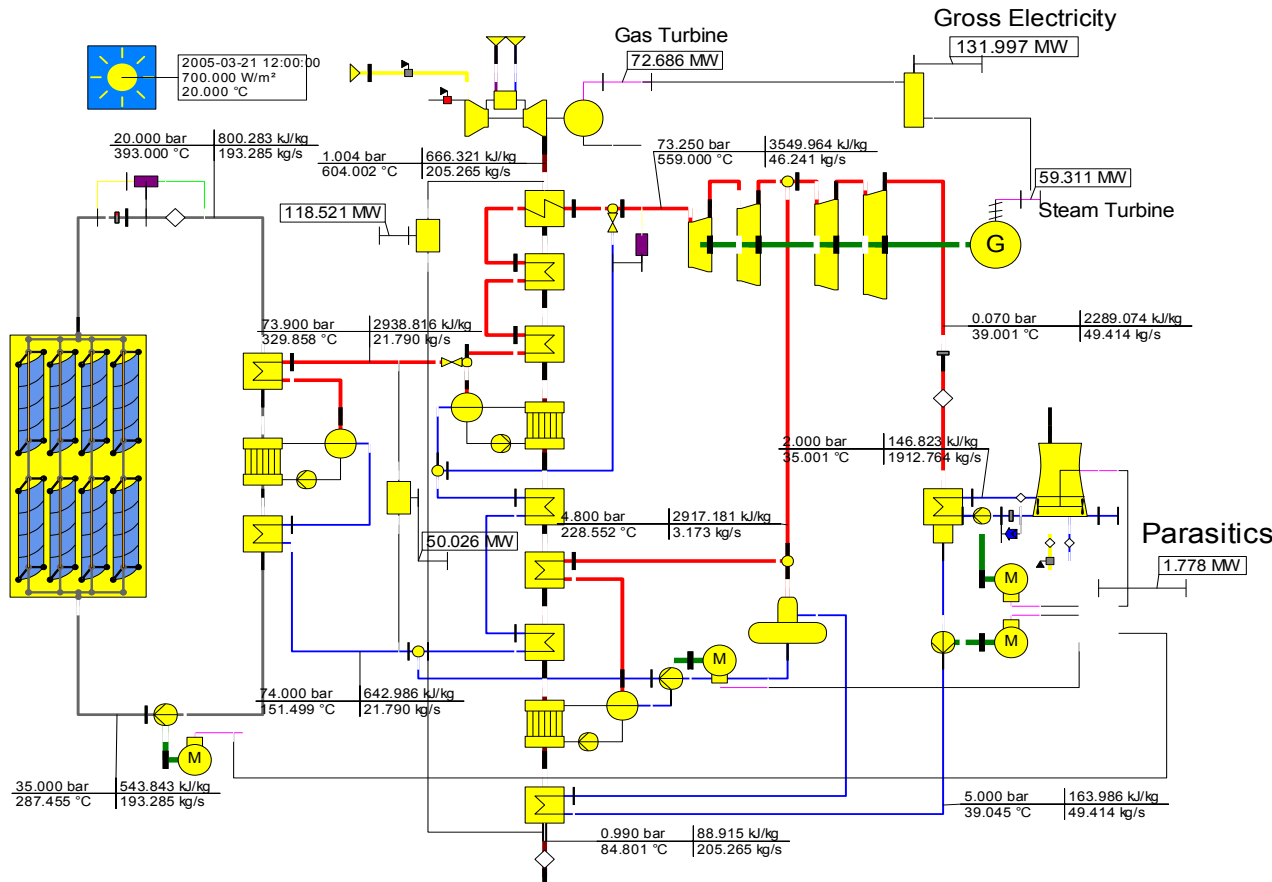 Gross Electricity
131.997 MW
Gas Turbine
72.686 MW
2005-03-21 12:00:00
700.000 W/m²
20.000 °C
20.000 bar 800.283 kJ/kg
393.000 °C 193.285 kg/s
1.004 bar 666.321 kJ/kg
604.002 °C 205.265 kg/s
73.250 bar 3549.964 kJ/kg
559.000 °C 46.241 kg/s
59.311 MW
Steam Turbine
G
118.521 MW
73.900 bar 2938.816 kJ/kg
329.858 °C 21.790 kg/s
0.070 bar 2289.074 kJ/kg
39.001 °C 49.414 kg/s
2.000 bar 146.823 kJ/kg
35.001 °C 1912.764 kg/s
4.800 bar 2917.181 kJ/kg
228.552 °C 3.173 kg/s
50.026 MW
Parasitics
1.778 MW
M
M
M
74.000 bar 642.986 kJ/kg
151.499 °C 21.790 kg/s
M
35.000 bar 543.843 kJ/kg
287.455 °C 193.285 kg/s
5.000 bar 163.986 kJ/kg
39.045 °C 49.414 kg/s
0.990 bar 88.915 kJ/kg
84.801 °C 205.265 kg/s